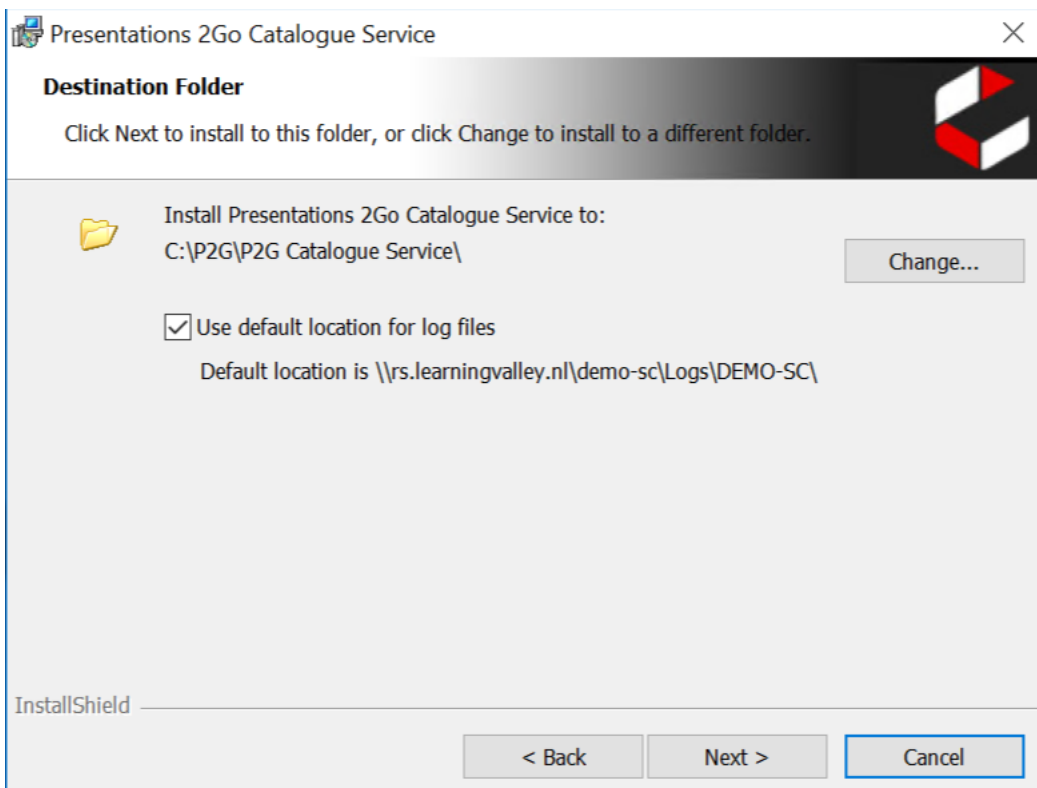 Presentations 2Go Catalogue Service
Destination Folder
Click Next to install to this folder, or click Change to install to a different folder.
Install Presentations 2Go Catalogue Service to:
C:\P2G\P2G Catalogue Service\
Change...
Use default location for log files
Default location is \\rs.learningvalley.nl\demo-sc\Logs\DEMO-SC\
InstallShield
< Back
Next >
Cancel